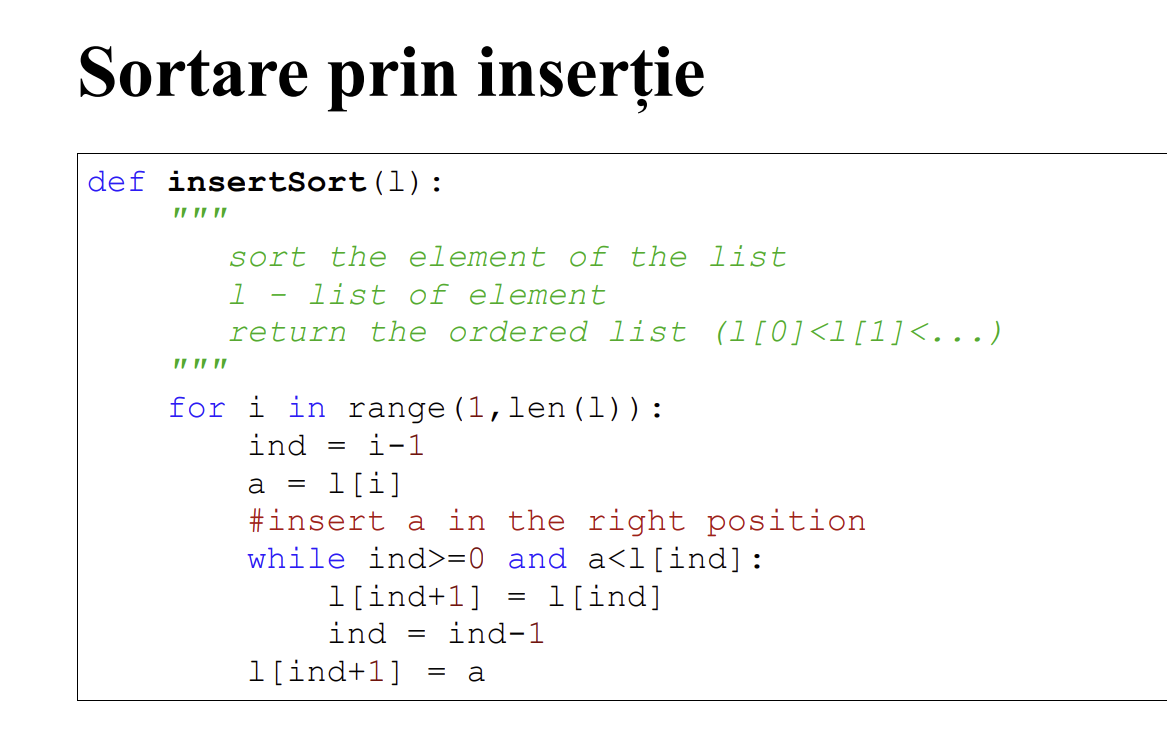 Sortare prin inserție
def insertSort(l):
    """
       sort the element of the list
       l - list of element
       return the ordered list (l[0]<l[1]<...)
    """
    for i in range(1,len(l)):
        ind = i-1
        a = l[i]
        #insert a in the right position
        while ind>=0 and a<l[ind]:
            l[ind+1] = l[ind]
            ind = ind-1
        l[ind+1] = a